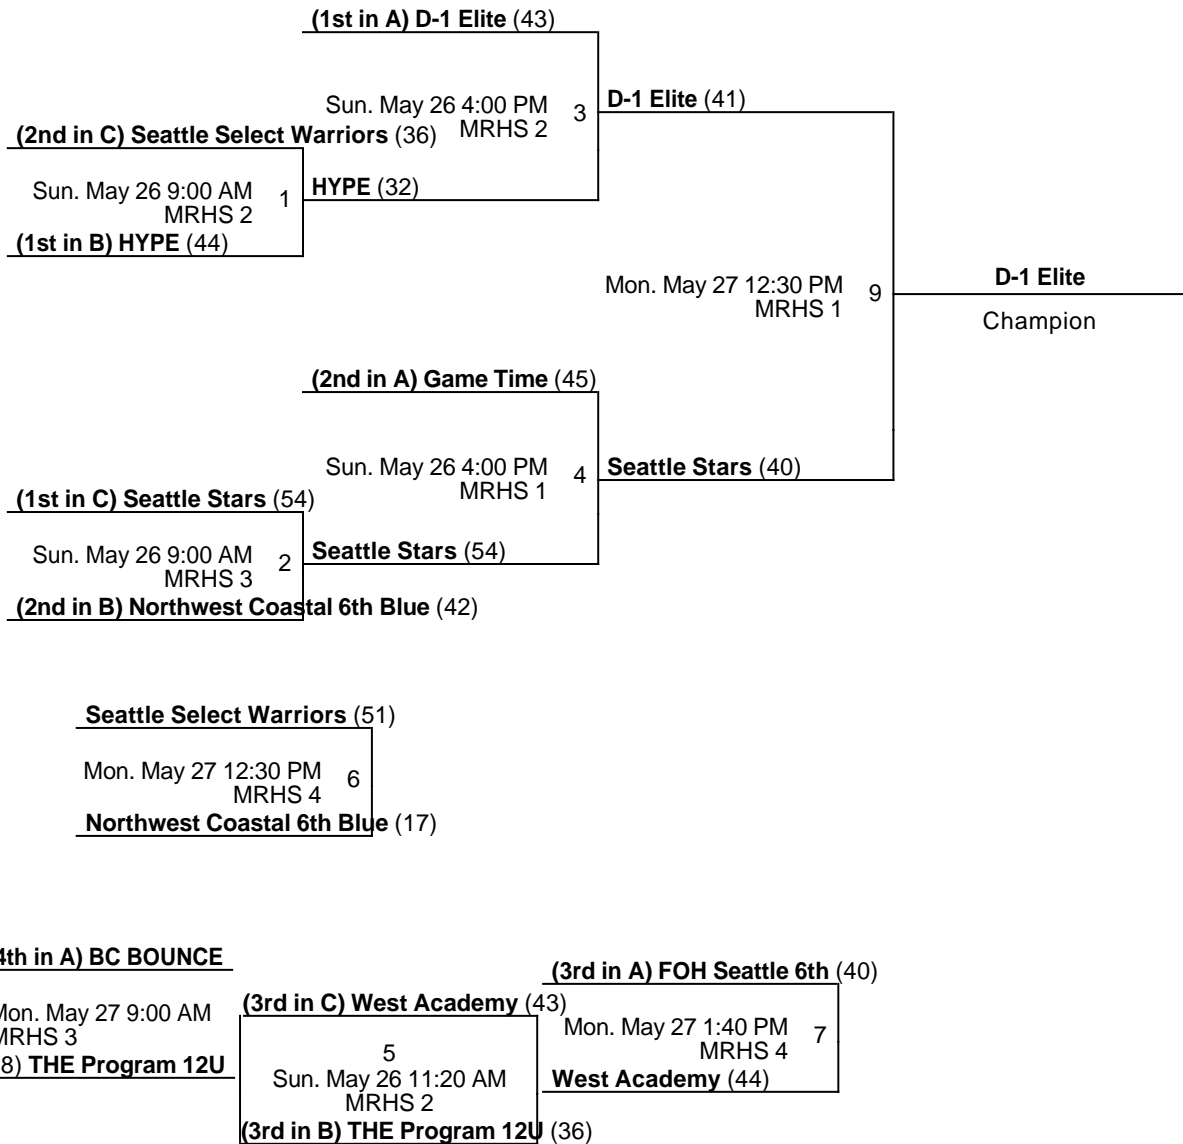 (1st in A) D-1 Elite (43)
Sun. May 26 4:00 PM
MRHS 2
3
D-1 Elite (41)
(2nd in C) Seattle Select Warriors (36)
Sun. May 26 9:00 AM
MRHS 2
1
HYPE (32)
(1st in B) HYPE (44)
Mon. May 27 12:30 PM
MRHS 1
9
D-1 Elite
Champion
(2nd in A) Game Time (45)
Sun. May 26 4:00 PM
MRHS 1
4
Seattle Stars (40)
(1st in C) Seattle Stars (54)
Sun. May 26 9:00 AM
MRHS 3
2
Seattle Stars (54)
(2nd in B) Northwest Coastal 6th Blue (42)
Seattle Select Warriors (51)
Mon. May 27 12:30 PM
MRHS 4
6
Northwest Coastal 6th Blue (17)
4th in A) BC BOUNCE
Mon. May 27 9:00 AM
MRHS 3
8) THE Program 12U
(3rd in C) West Academy (43)
5
Sun. May 26 11:20 AM
MRHS 2
(3rd in B) THE Program 12U (36)
(3rd in A) FOH Seattle 6th (40)
Mon. May 27 1:40 PM
MRHS 4
7
West Academy (44)